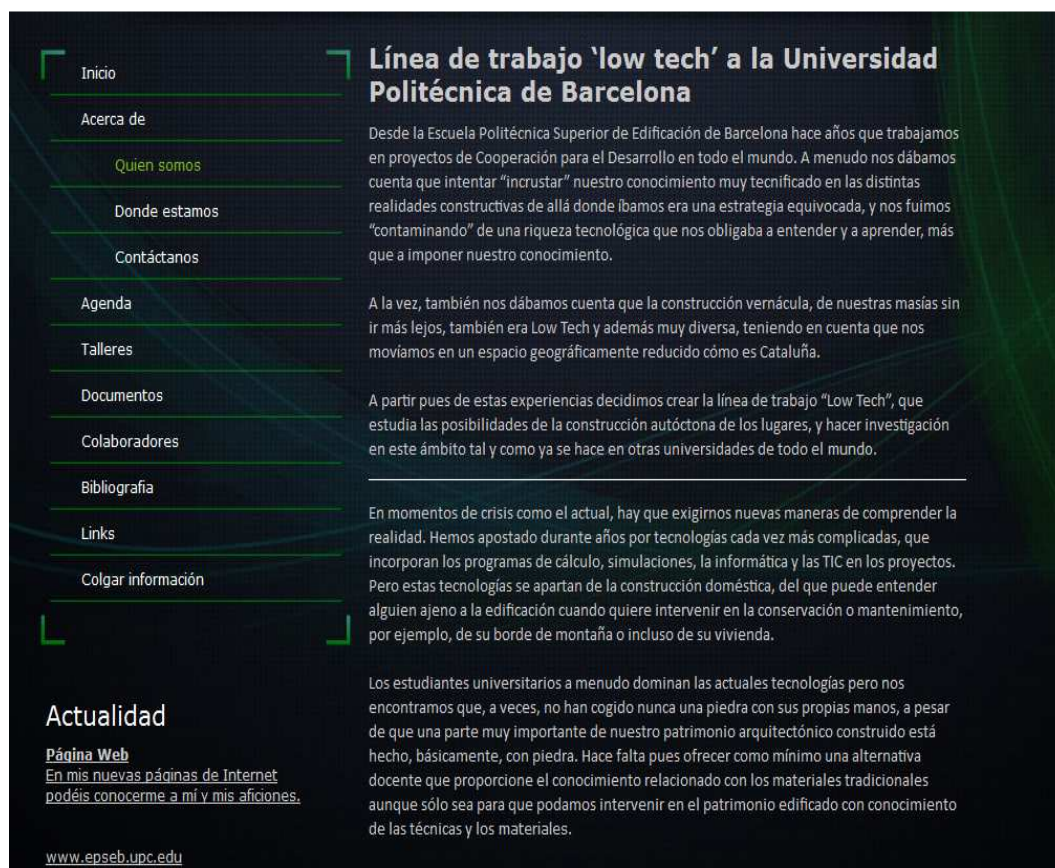 Inicio
Acerca de
Quien somos
Donde estamos
Contáctanos
Agenda
Talleres
Documentos
Colaboradores
Bibliografia
Links
Colgar información
Actualidad
Página Web
En mis nuevas páginas de Internet
podéis conocerme a mí y mis aficiones.
www.epseb.upc.edu
Línea de trabajo ‘low tech’ a la Universidad
Politécnica de Barcelona
Desde la Escuela Politécnica Superior de Edificación de Barcelona hace años que trabajamos
en proyectos de Cooperación para el Desarrollo en todo el mundo. A menudo nos dábamos
cuenta que intentar “incrustar” nuestro conocimiento muy tecnificado en las distintas
realidades constructivas de allá donde íbamos era una estrategia equivocada, y nos fuimos
“contaminando” de una riqueza tecnológica que nos obligaba a entender y a aprender, más
que a imponer nuestro conocimiento.
A la vez, también nos dábamos cuenta que la construcción vernácula, de nuestras masías sin
ir más lejos, también era Low Tech y además muy diversa, teniendo en cuenta que nos
movíamos en un espacio geográficamente reducido cómo es Cataluña.
A partir pues de estas experiencias decidimos crear la línea de trabajo “Low Tech”, que
estudia las posibilidades de la construcción autóctona de los lugares, y hacer investigación
en este ámbito tal y como ya se hace en otras universidades de todo el mundo.
En momentos de crisis como el actual, hay que exigirnos nuevas maneras de comprender la
realidad. Hemos apostado durante años por tecnologías cada vez más complicadas, que
incorporan los programas de cálculo, simulaciones, la informática y las TIC en los proyectos.
Pero estas tecnologías se apartan de la construcción doméstica, del que puede entender
alguien ajeno a la edificación cuando quiere intervenir en la conservación o mantenimiento,
por ejemplo, de su borde de montaña o incluso de su vivienda.
Los estudiantes universitarios a menudo dominan las actuales tecnologías pero nos
encontramos que, a veces, no han cogido nunca una piedra con sus propias manos, a pesar
de que una parte muy importante de nuestro patrimonio arquitectónico construido está
hecho, básicamente, con piedra. Hace falta pues ofrecer como mínimo una alternativa
docente que proporcione el conocimiento relacionado con los materiales tradicionales
aunque sólo sea para que podamos intervenir en el patrimonio edificado con conocimiento
de las técnicas y los materiales.